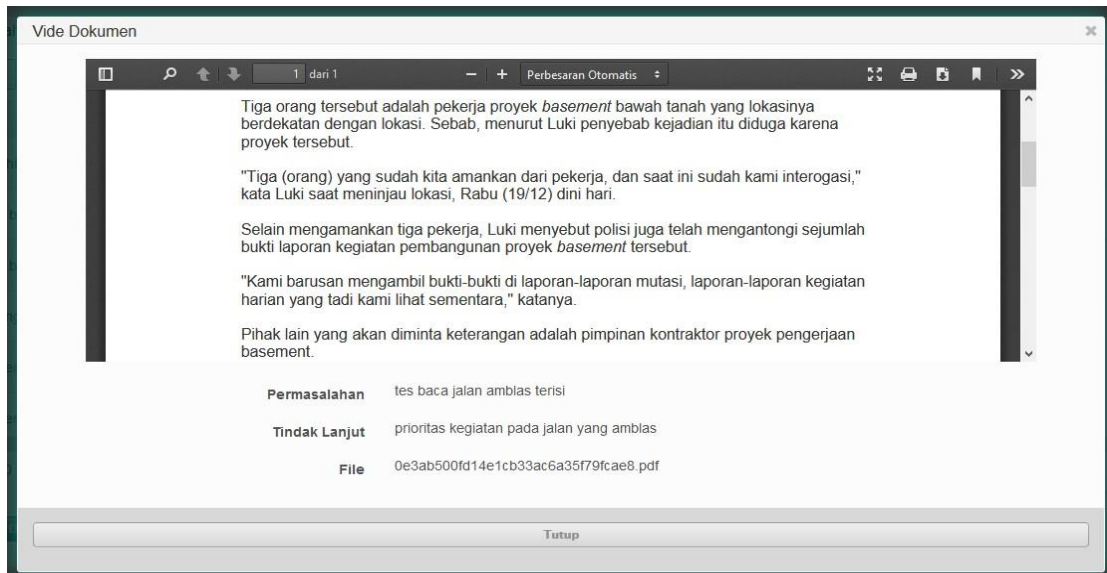 Vide Dokumen
1 dari 1
Perbesaran Otomatis
Tiga orang tersebut adalah pekerja proyek basement bawah tanah yang lokasinya
berdekatan dengan lokasi. Sebab, menurut Luki penyebab kejadian itu diduga karena
proyek tersebut.
"Tiga (orang) yang sudah kita amankan dari pekerja, dan saat ini sudah kami interogasi,"
kata Luki saat meninjau lokasi, Rabu (19/12) dini hari.
Selain mengamankan tiga pekerja, Luki menyebut polisi juga telah mengantongi sejumlah
bukti laporan kegiatan pembangunan proyek basement tersebut.
"Kami barusan mengambil bukti-bukti di laporan-laporan mutasi, laporan-laporan kegiatan
harian yang tadi kami lihat sementara," katanya.
Pihak lain yang akan diminta keterangan adalah pimpinan kontraktor proyek pengerjaan
basement.
Permasalahan tes baca jalan amblas terisi
Tindak Lanjut prioritas kegiatan pada jalan yang amblas
File 0e3ab500fd14e1cb33ac6a35f79fcae8.pdf
Tutup